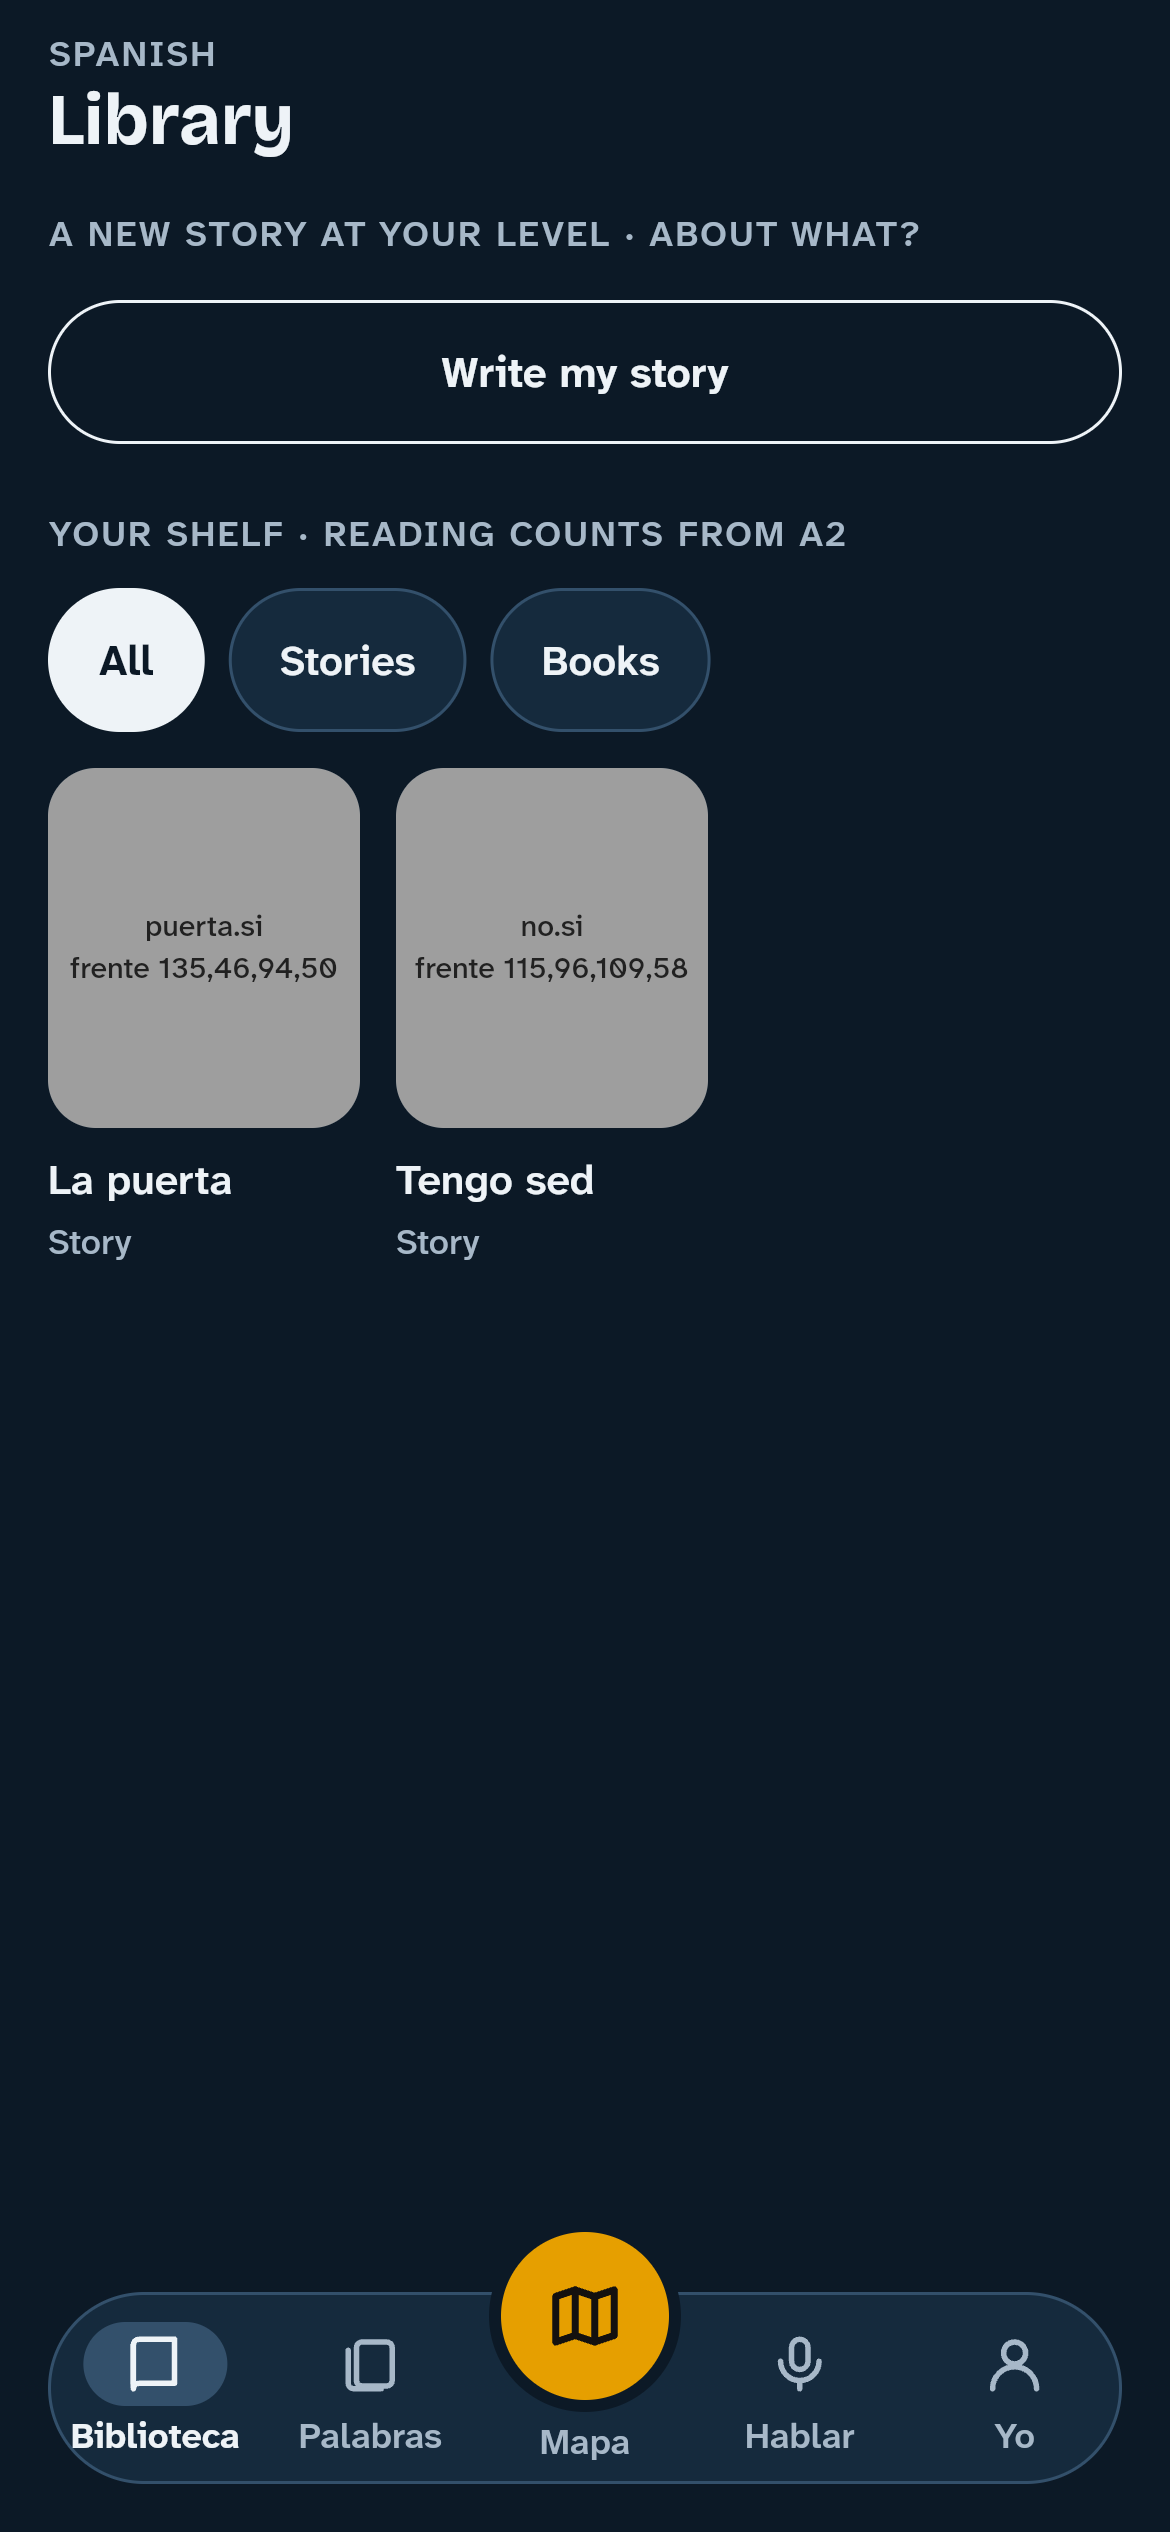 SPANISH
Library
A NEW STORY AT YOUR LEVEL · ABOUT WHAT?
Write my story
YOUR SHELF · READING COUNTS FROM A2
All Stories Books
puerta.si
frente 135,46,94,50
no.si
frente 115,96,109,58
La puerta
Story
Tengo sed
Story
Biblioteca Palabras Mapa Hablar Yo